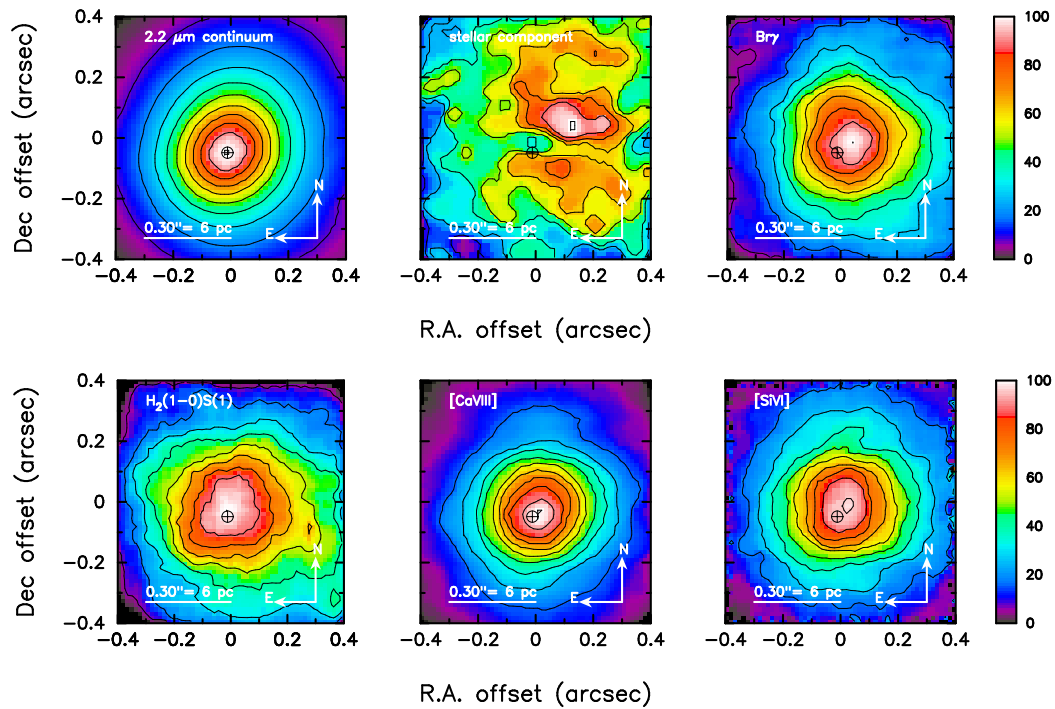 2.2 μm continuum
stellar component
Brγ
Dec offset (arcsec)
0.4
0.2
0
−0.2
−0.4
N
E
0.30"= 6 pc
N
E
0.30"= 6 pc
N
E
0.30"= 6 pc
100
80
60
40
20
0
−0.4 −0.2 0 0.2 0.4
−0.4 −0.2 0 0.2 0.4
−0.4 −0.2 0 0.2 0.4
R.A. offset (arcsec)
H₂(1−0)S(1)
[CaVIII]
[SiVI]
Dec offset (arcsec)
0.4
0.2
0
−0.2
−0.4
N
E
0.30"= 6 pc
N
E
0.30"= 6 pc
N
E
0.30"= 6 pc
100
80
60
40
20
0
−0.4 −0.2 0 0.2 0.4
−0.4 −0.2 0 0.2 0.4
−0.4 −0.2 0 0.2 0.4
R.A. offset (arcsec)